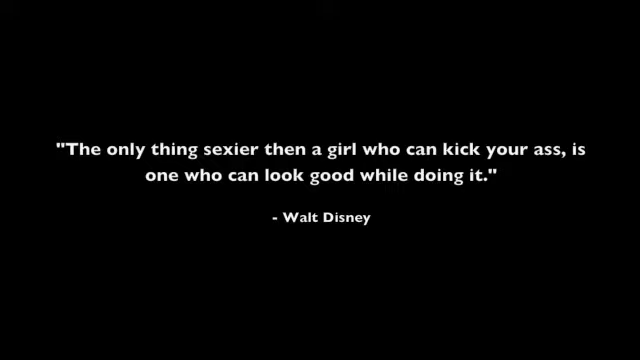 "The only thing sexier then a girl who can kick your ass, is
one who can look good while doing it."
- Walt Disney